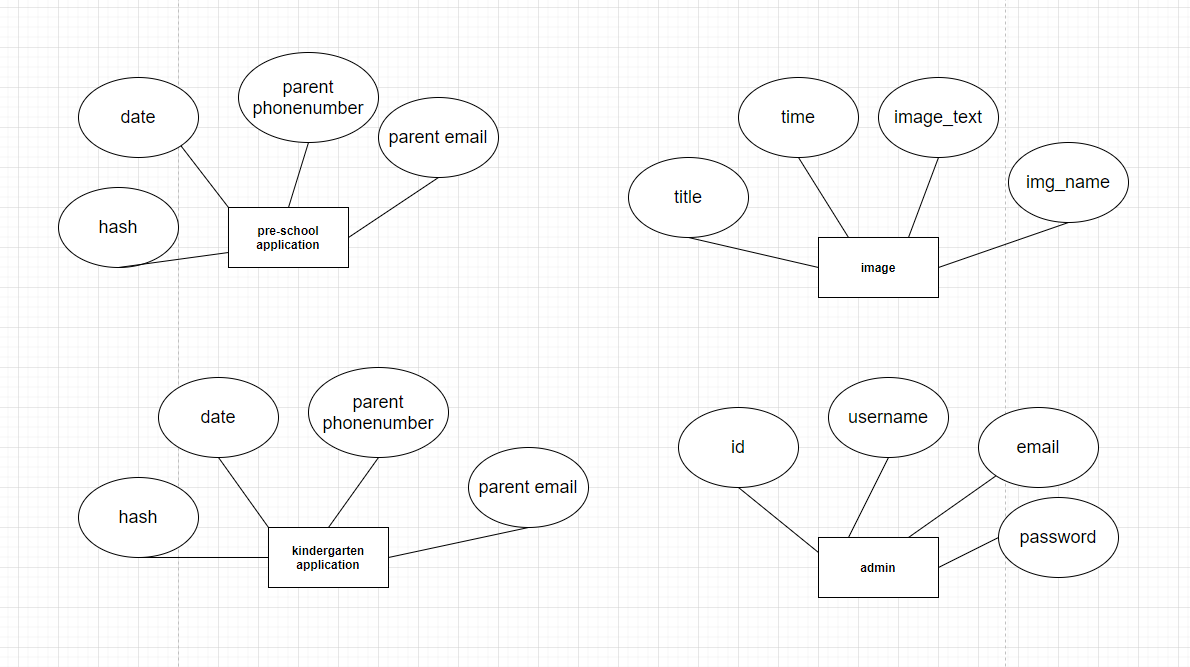 date
parent
phonenumber
parent email
hash
pre-school
application
time
image_text
title
img_name
image
date
parent
phonenumber
parent email
hash
kindergarten
application
id
username
email
password
admin